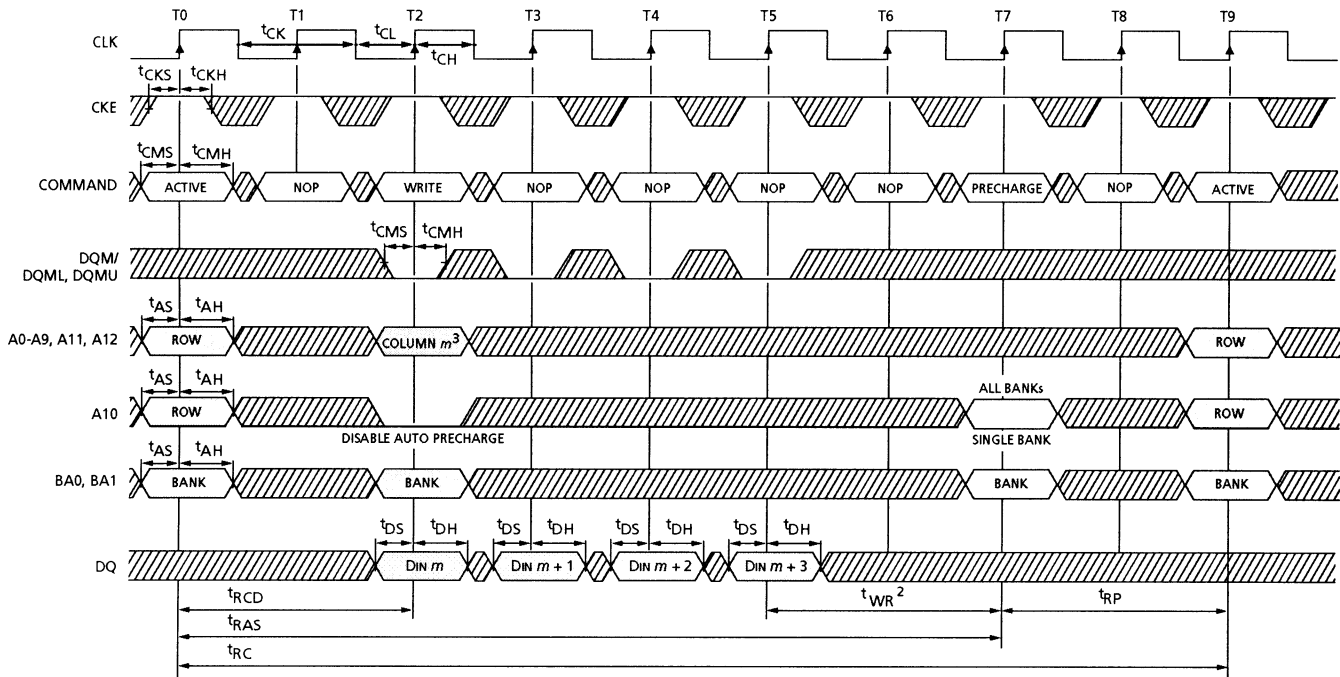 T0 T1 T2 T3 T4 T5 T6 T7 T8 T9
CLK
tCK tCL
tCH
tCKS tCKH
CKE
tCMS tCMH
COMMAND ACTIVE NOP WRITE NOP NOP NOP NOP PRECHARGE NOP ACTIVE
tCMS tCMH
DQM/
DQML, DQMU
tAS tAH
A0-A9, A11, A12 ROW COLUMN m³ ROW
tAS tAH
ALL BANKs
A10 ROW ROW
DISABLE AUTO PRECHARGE SINGLE BANK
tAS tAH
BA0, BA1 BANK BANK BANK BANK
tDS tDH tDS tDH tDS tDH tDS tDH
DQ DIN m DIN m + 1 DIN m + 2 DIN m + 3
tRCD tWR² tRP
tRAS
tRC